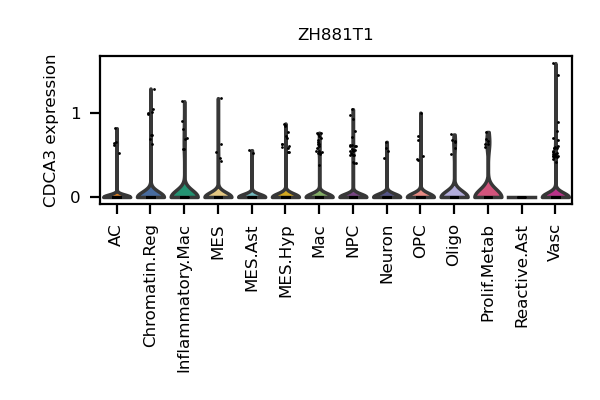 ZH881T1
CDCA3 expression
1
0
AC
Chromatin.Reg
Inflammatory.Mac
MES
MES.Ast
MES.Hyp
Mac
NPC
Neuron
OPC
Oligo
Prolif.Metab
Reactive.Ast
Vasc